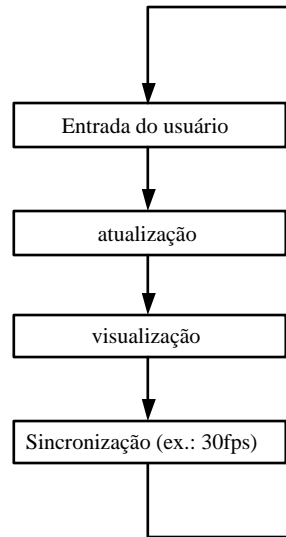 Entrada do usuário
atualização
visualização
Sincronização (ex.: 30fps)